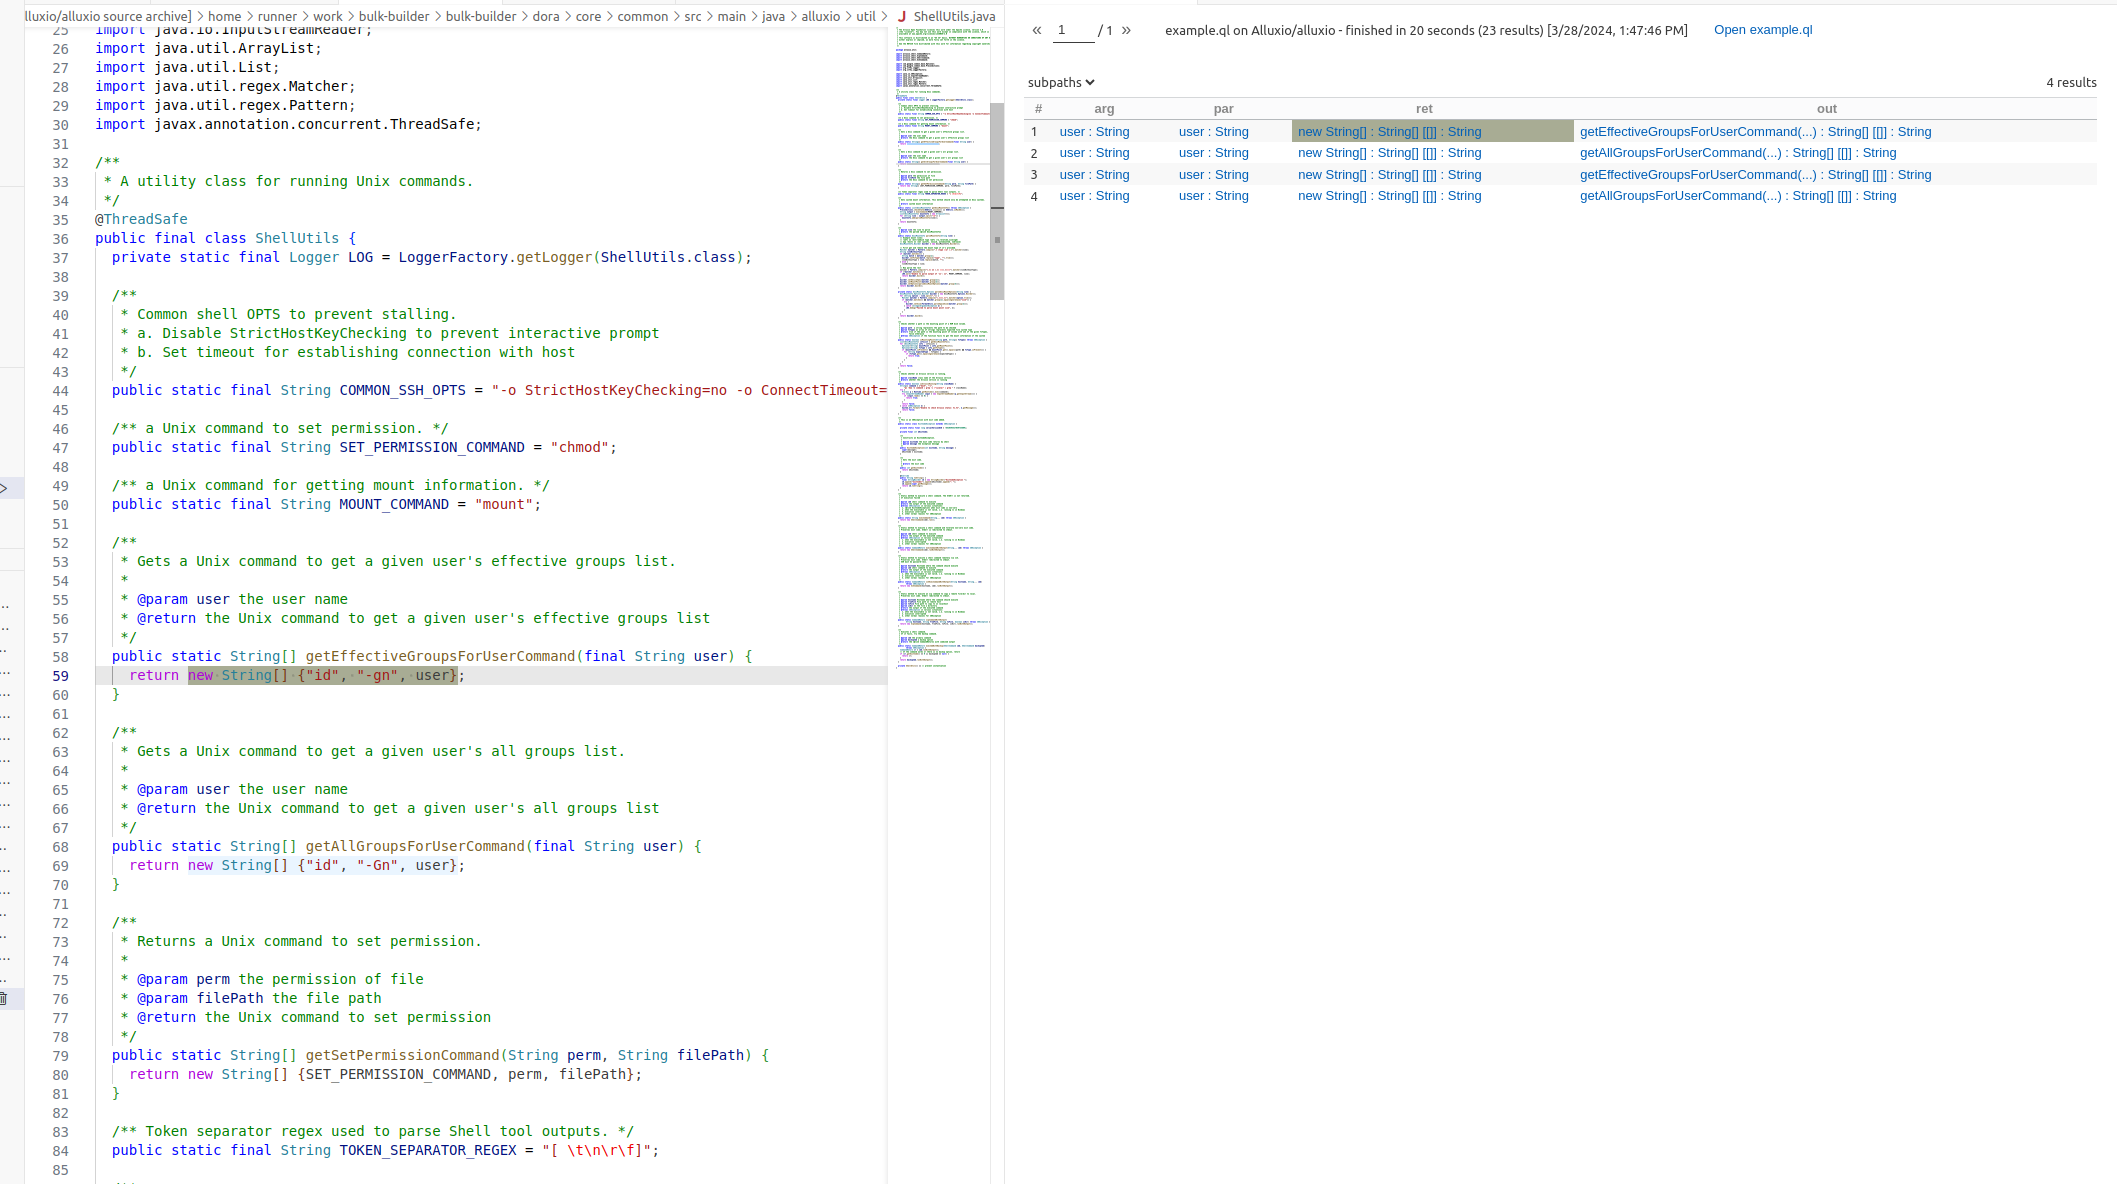 lluxio/alluxio source archive] > home > runner > work > bulk-builder > bulk-builder > dora > core > common > src > main > java > alluxio > util > ShellUtils.java
25 import java.io.InputStreamReader;
26 import java.util.ArrayList;
27 import java.util.List;
28 import java.util.regex.Matcher;
29 import java.util.regex.Pattern;
30 import javax.annotation.concurrent.ThreadSafe;
31
32 /**
33  * A utility class for running Unix commands.
34  */
35 @ThreadSafe
36 public final class ShellUtils {
37   private static final Logger LOG = LoggerFactory.getLogger(ShellUtils.class);
38
39   /**
40    * Common shell OPTS to prevent stalling.
41    * a. Disable StrictHostKeyChecking to prevent interactive prompt
42    * b. Set timeout for establishing connection with host
43    */
44   public static final String COMMON_SSH_OPTS = "-o StrictHostKeyChecking=no -o ConnectTimeout=
45
46   /** a Unix command to set permission. */
47   public static final String SET_PERMISSION_COMMAND = "chmod";
48
49   /** a Unix command for getting mount information. */
50   public static final String MOUNT_COMMAND = "mount";
51
52   /**
53    * Gets a Unix command to get a given user's effective groups list.
54    *
55    * @param user the user name
56    * @return the Unix command to get a given user's effective groups list
57    */
58   public static String[] getEffectiveGroupsForUserCommand(final String user) {
59     return new String[] {"id", "-gn", user};
60   }
61
62   /**
63    * Gets a Unix command to get a given user's all groups list.
64    *
65    * @param user the user name
66    * @return the Unix command to get a given user's all groups list
67    */
68   public static String[] getAllGroupsForUserCommand(final String user) {
69     return new String[] {"id", "-Gn", user};
70   }
71
72   /**
73    * Returns a Unix command to set permission.
74    *
75    * @param perm the permission of file
76    * @param filePath the file path
77    * @return the Unix command to set permission
78    */
79   public static String[] getSetPermissionCommand(String perm, String filePath) {
80     return new String[] {SET_PERMISSION_COMMAND, perm, filePath};
81   }
82
83   /** Token separator regex used to parse Shell tool outputs. */
84   public static final String TOKEN_SEPARATOR_REGEX = "[ \t\n\r\f]";
85
« 1 / 1 » example.ql on Alluxio/alluxio - finished in 20 seconds (23 results) [3/28/2024, 1:47:46 PM] Open example.ql
subpaths 4 results
# arg par ret out
1 user : String user : String new String[] : String[] [[]] : String getEffectiveGroupsForUserCommand(...) : String[] [[]] : String
2 user : String user : String new String[] : String[] [[]] : String getAllGroupsForUserCommand(...) : String[] [[]] : String
3 user : String user : String new String[] : String[] [[]] : String getEffectiveGroupsForUserCommand(...) : String[] [[]] : String
4 user : String user : String new String[] : String[] [[]] : String getAllGroupsForUserCommand(...) : String[] [[]] : String